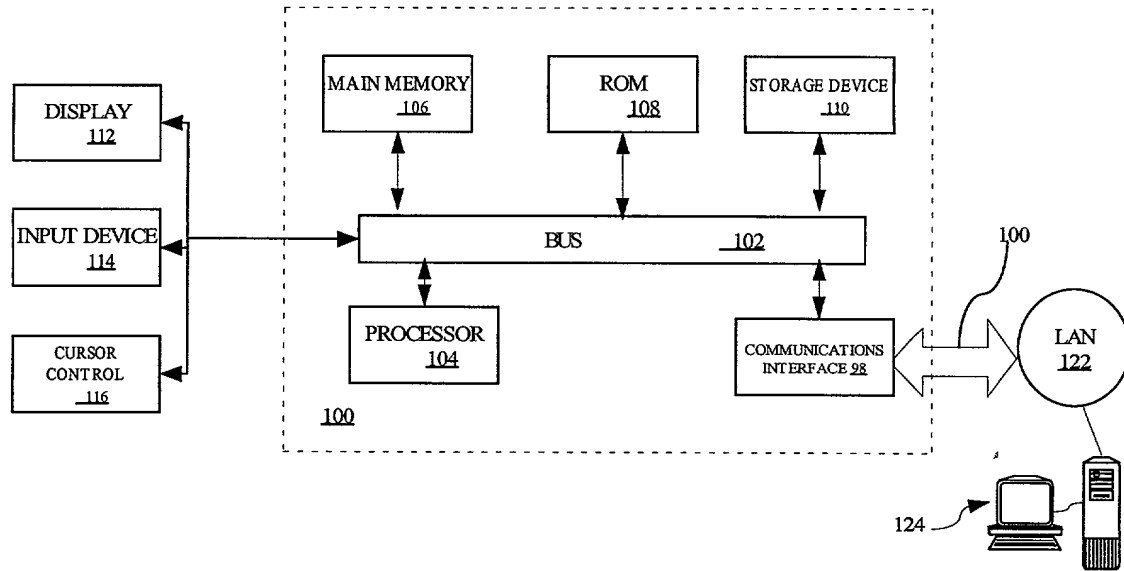 MAIN MEMORY
106
ROM
108
STORAGE DEVICE
110
DISPLAY
112
INPUT DEVICE
114
BUS 102
100
PROCESSOR
104
COMMUNICATIONS
INTERFACE 98
LAN
122
CURSOR
CONTROL
116
100
124